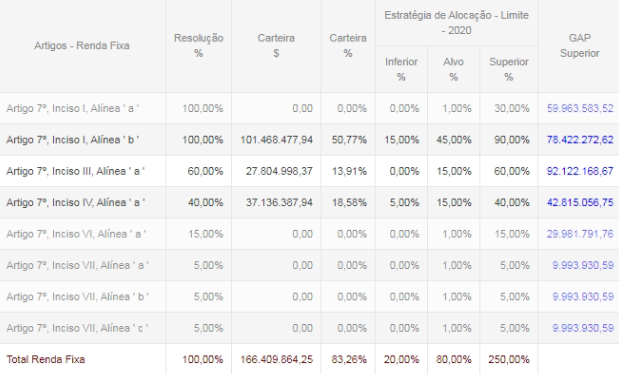 Artigos - Renda Fixa
Resolução %
Carteira $
Carteira %
Estratégia de Alocação - Limite - 2020
Inferior %
Alvo %
Superior %
GAP Superior
Artigo 7º, Inciso I, Alínea ' a ' 100,00% 0,00 0,00% 0,00% 1,00% 30,00% 59.963.583,52
Artigo 7º, Inciso I, Alínea ' b ' 100,00% 101.468.477,94 50,77% 15,00% 45,00% 90,00% 78.422.272,62
Artigo 7º, Inciso III, Alínea ' a ' 60,00% 27.804.998,37 13,91% 0,00% 15,00% 60,00% 92.122.168,67
Artigo 7º, Inciso IV, Alínea ' a ' 40,00% 37.136.387,94 18,58% 5,00% 15,00% 40,00% 42.815.056,75
Artigo 7º, Inciso VI, Alínea ' a ' 15,00% 0,00 0,00% 0,00% 1,00% 15,00% 29.981.791,76
Artigo 7º, Inciso VII, Alínea ' a ' 5,00% 0,00 0,00% 0,00% 1,00% 5,00% 9.993.930,59
Artigo 7º, Inciso VII, Alínea ' b ' 5,00% 0,00 0,00% 0,00% 1,00% 5,00% 9.993.930,59
Artigo 7º, Inciso VII, Alínea ' c ' 5,00% 0,00 0,00% 0,00% 1,00% 5,00% 9.993.930,59
Total Renda Fixa 100,00% 166.409.864,25 83,26% 20,00% 80,00% 250,00%